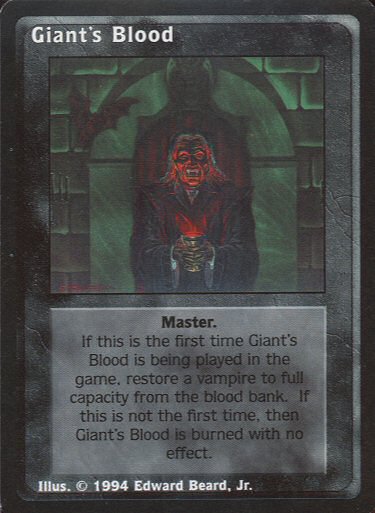 Giant's Blood
Master.
If this is the first time Giant's
Blood is being played in the
game, restore a vampire to full
capacity from the blood bank. If
this is not the first time, then
Giant's Blood is burned with no
effect.
Illus. © 1994 Edward Beard, Jr.